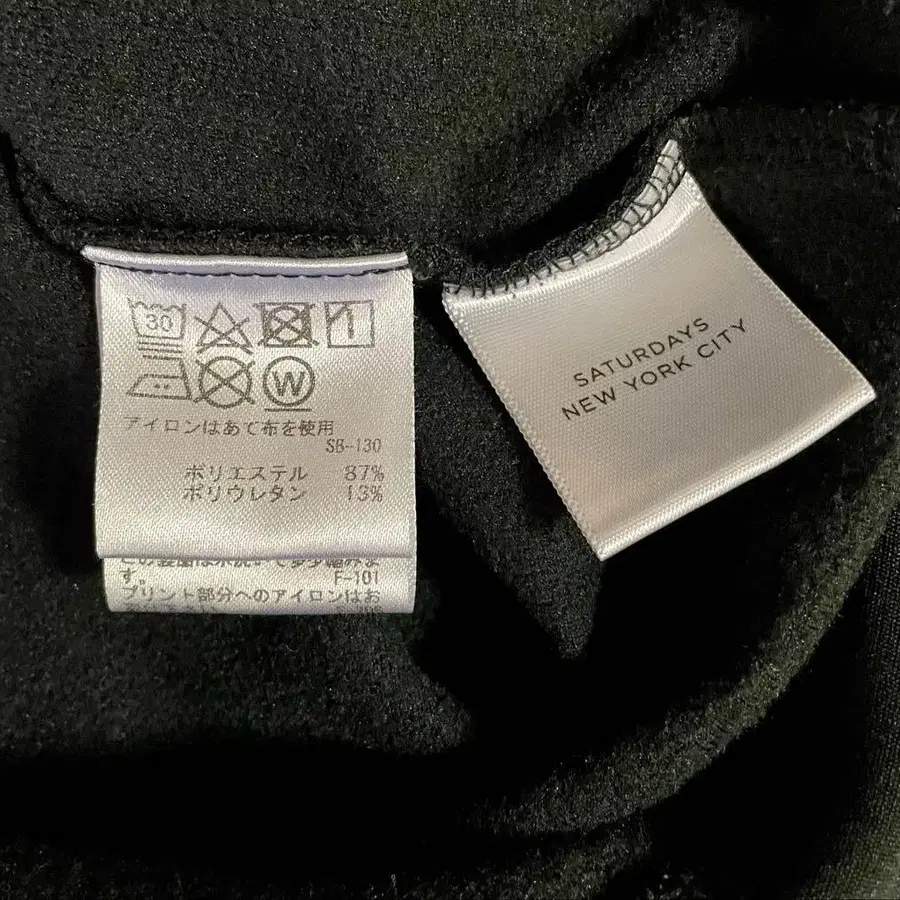 30
W
アイロンはあて布を使用
SB-130
ポリエステル 87%
ポリウレタン 13%
す。 F-101
プリント部分へのアイロンはお
SATURDAYS
NEW YORK CITY